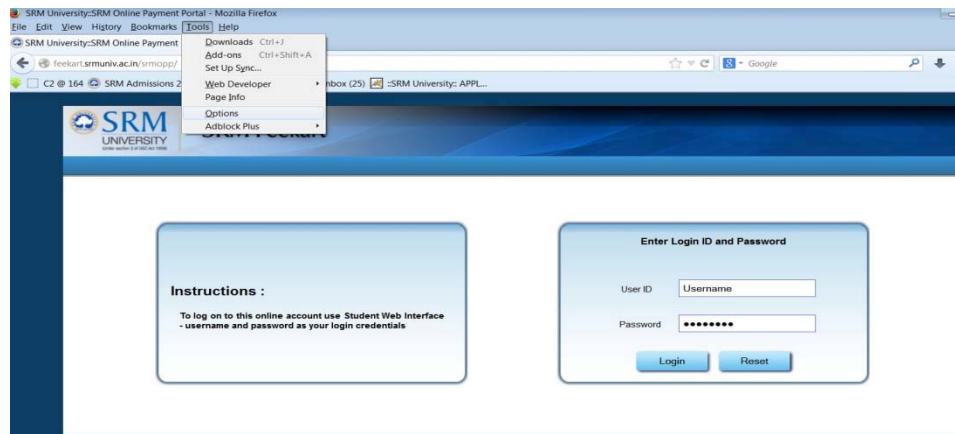 SRM University::SRM Online Payment Portal - Mozilla Firefox
File Edit View History Bookmarks Tools Help
SRM University::SRM Online Payment
Downloads Ctrl+J
Add-ons Ctrl+Shift+A
Set Up Sync...
Web Developer
Page Info
Options
Adblock Plus
feekart.srmuniv.ac.in/srmopp/
8 - Google
C2 @ 164 SRM Admissions 2 nbox (25) ::SRM University:: APPL...
SRM
UNIVERSITY
Instructions :
To log on to this online account use Student Web Interface
- username and password as your login credentials
Enter Login ID and Password
User ID Username
Password ••••••••
Login Reset